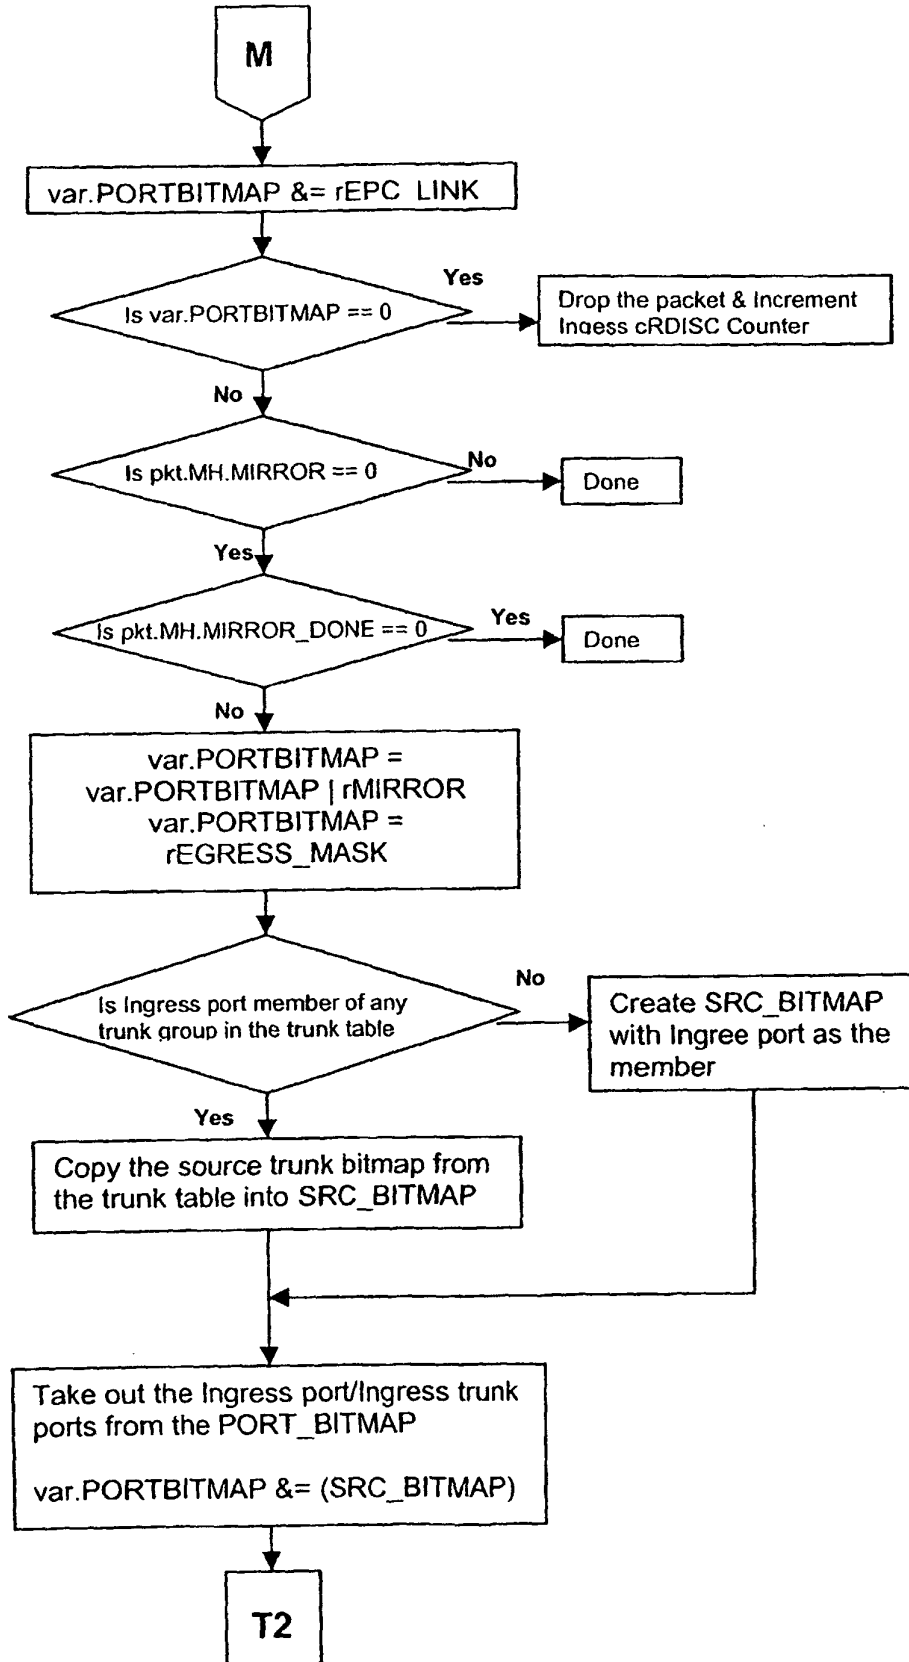 M
var.PORTBITMAP &= rEPC_LINK
Is var.PORTBITMAP == 0
Yes
Drop the packet & Increment
Ingess cRDISC Counter
No
Is pkt.MH.MIRROR == 0
No
Done
Yes
Is pkt.MH.MIRROR_DONE == 0
Yes
Done
No
var.PORTBITMAP =
var.PORTBITMAP | rMIRROR
var.PORTBITMAP =
rEGRESS_MASK
Is Ingress port member of any
trunk group in the trunk table
No
Create SRC_BITMAP
with Ingree port as the
member
Yes
Copy the source trunk bitmap from
the trunk table into SRC_BITMAP
Take out the Ingress port/Ingress trunk
ports from the PORT_BITMAP
var.PORTBITMAP &= (SRC_BITMAP)
T2